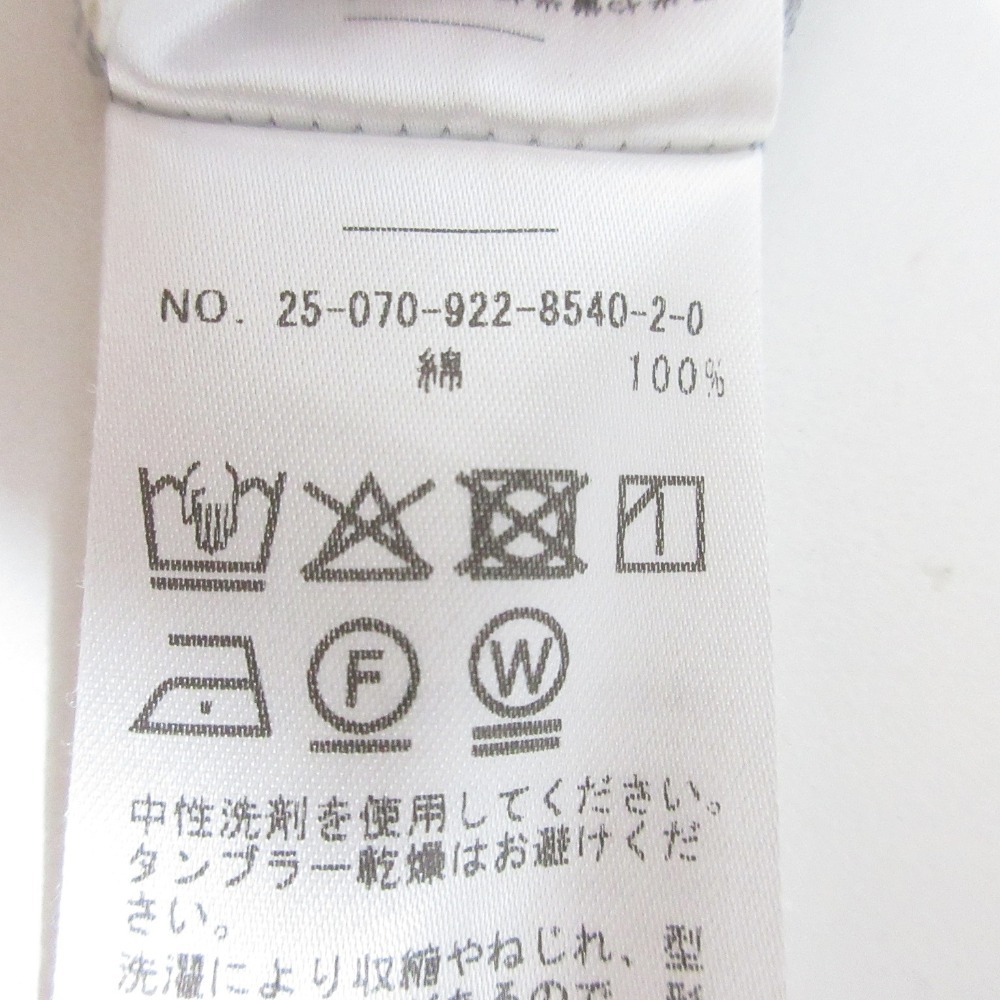 NO. 25-070-922-8540-2-0
綿 100%
F W
中性洗剤を使用してください。
タンブラー乾燥はお避けくだ
さい。
洗濯により収縮やねじれ、型